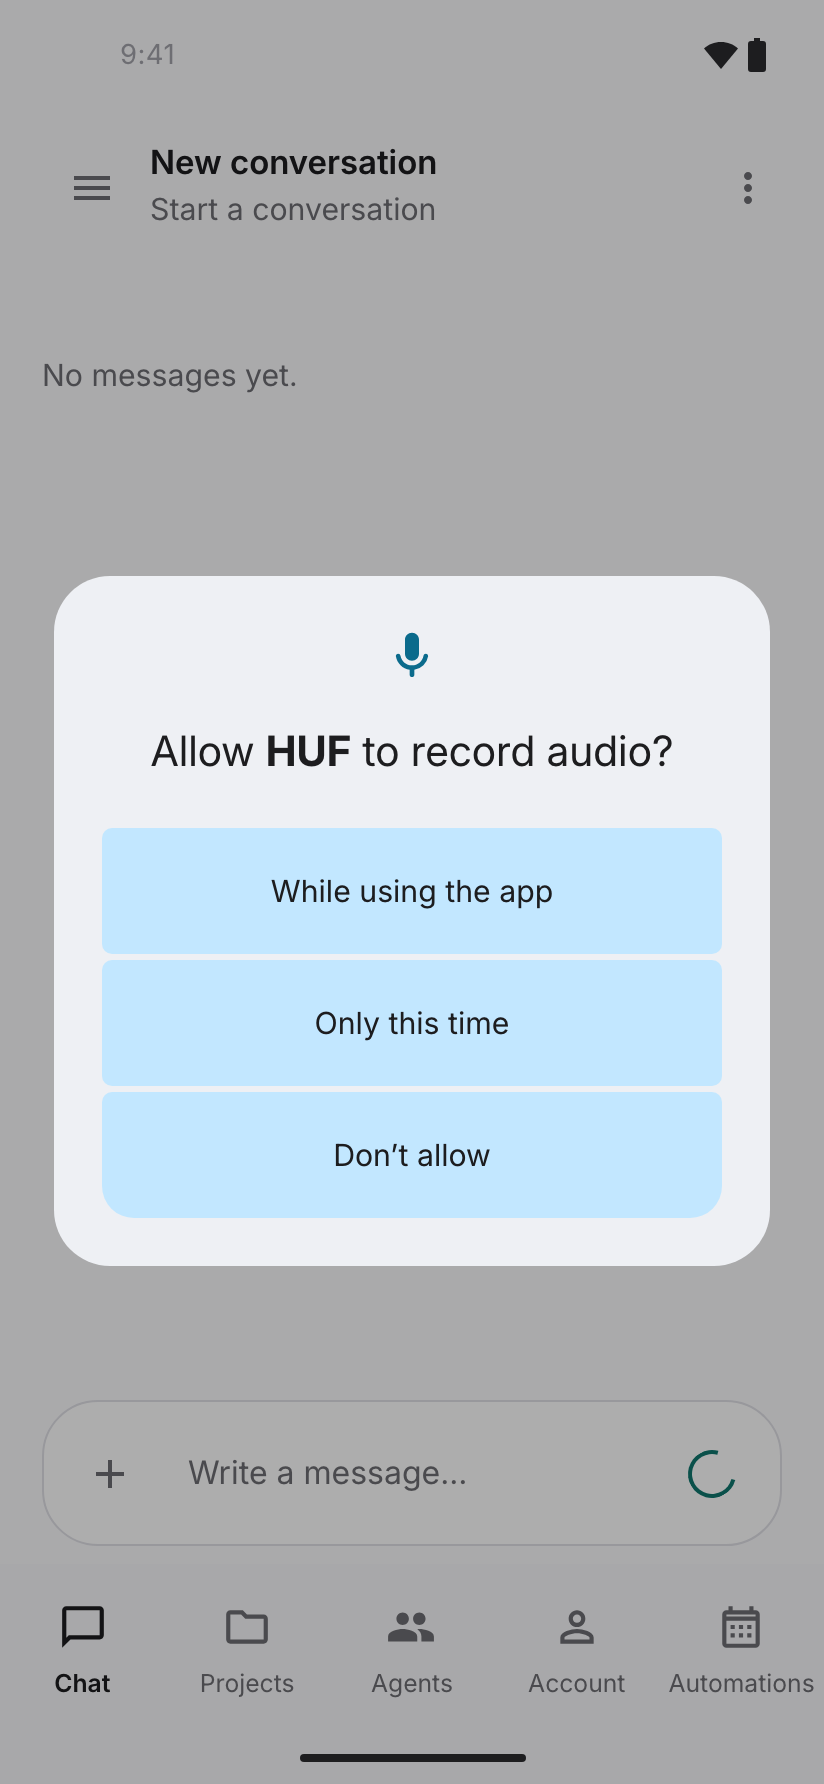 9:41
New conversation
Start a conversation
No messages yet.
Allow HUF to record audio?
While using the app
Only this time
Don’t allow
Write a message...
Chat
Projects
Agents
Account
Automations